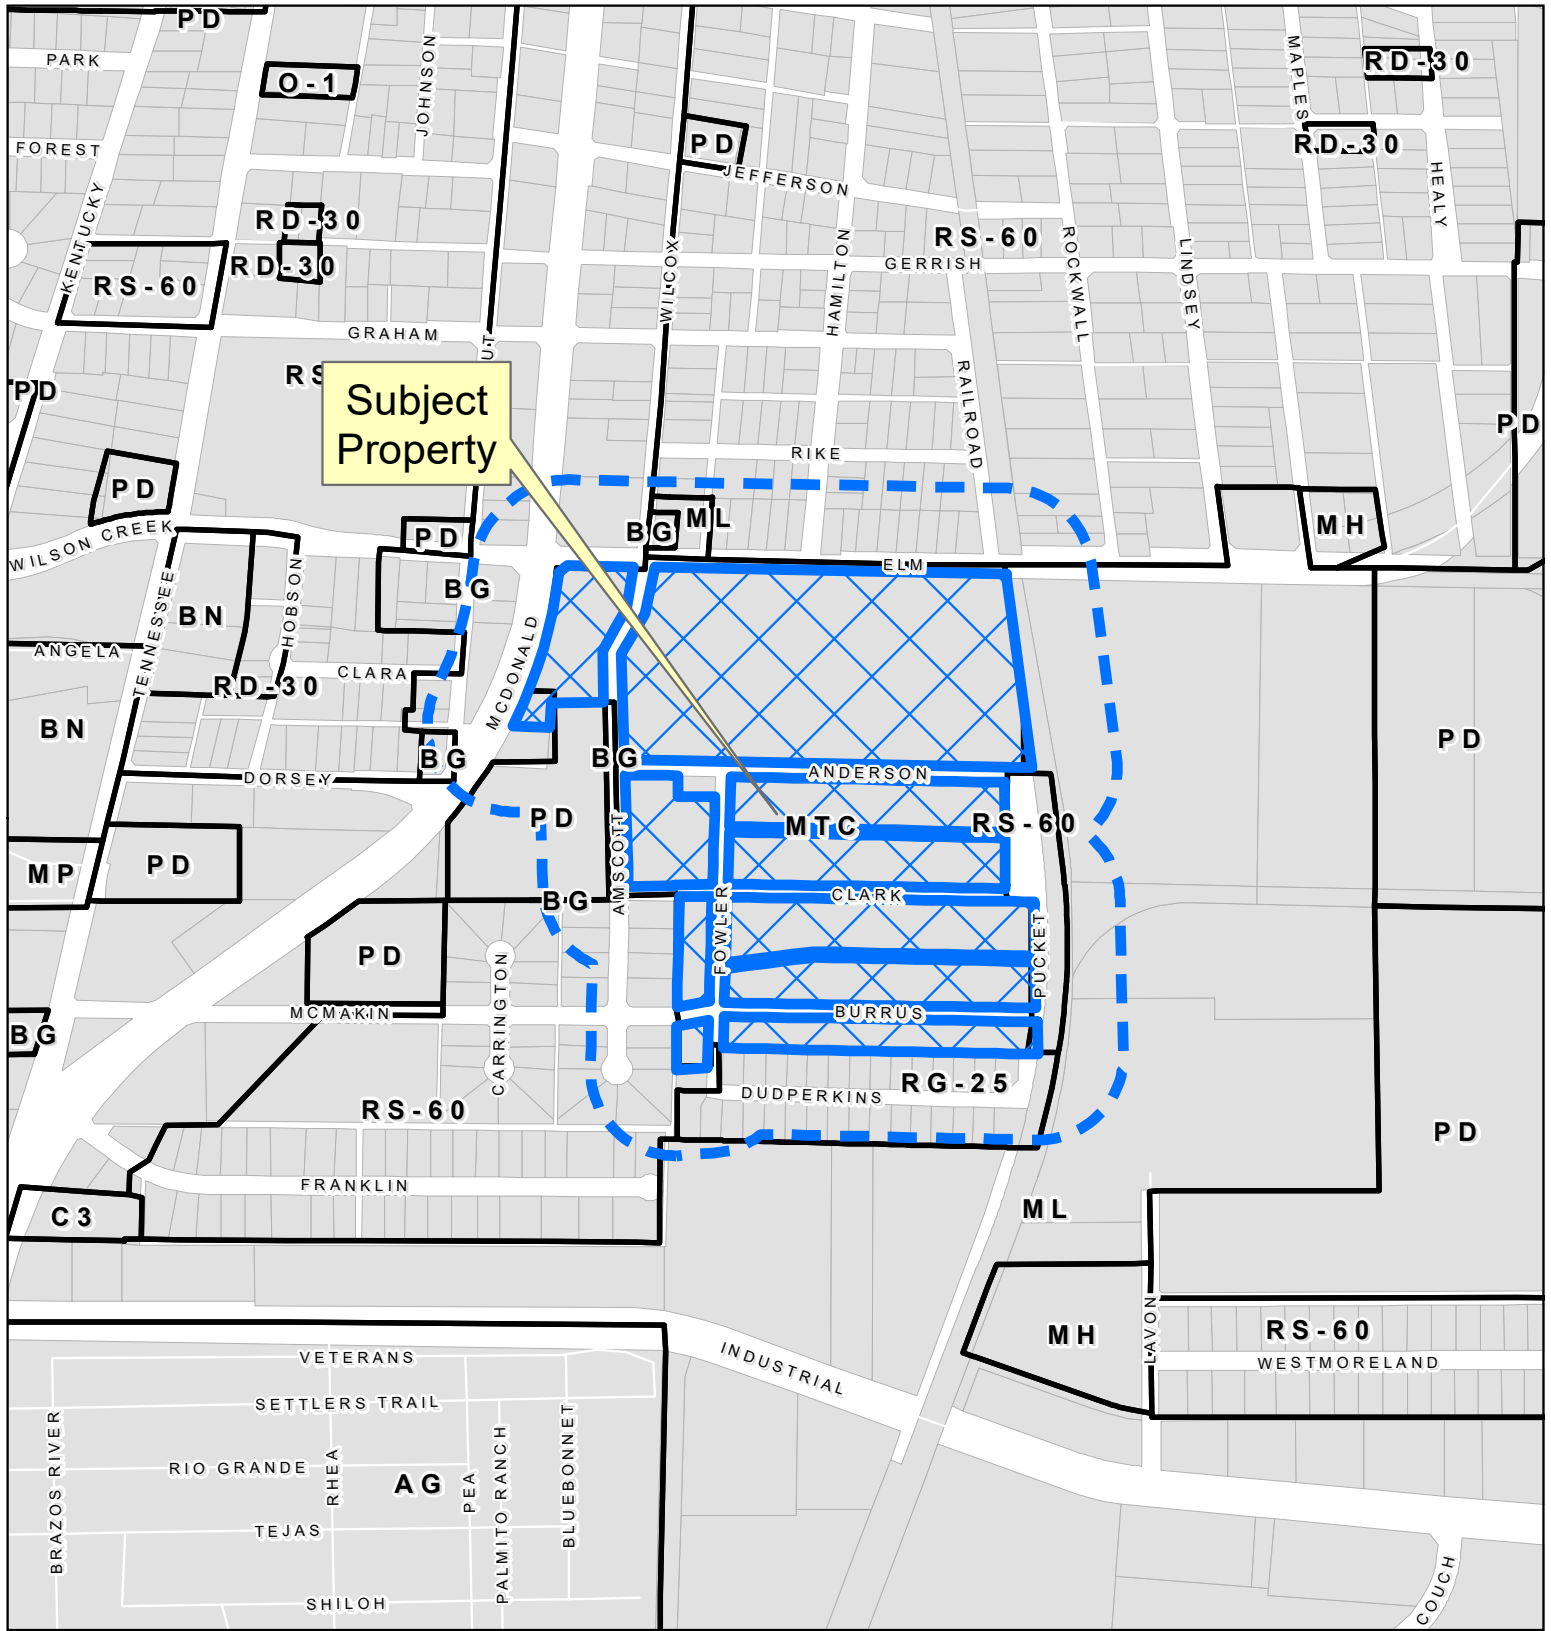 PD
PARK
O-1
JOHNSON
MAPLES
RD-30
FOREST
PD
JEFFERSON
RD-30
HEALY
KENTUCKY
RD-30
RD-30
RS-60
WILCOX
HAMILTON
RS-60
GERRISH
ROCKWALL
LINDSEY
GRAHAM
UT
RS
PD
Subject
Property
RAILROAD
PD
RIKE
PD
WILSON CREEK
PD
BG
ML
MH
ELM
TENNESSEE
BN
HOBSON
BG
MCDONALD
ANGELA
CLARA
RD-30
BN
PD
BG
BG
DORSEY
ANDERSON
PD
AMSCOTT
MTC
RS-60
MP
PD
BG
FOWLER
CLARK
PUCKET
PD
CARRINGTON
MCMAKIN
BURRUS
BG
RG-25
DUDPERKINS
RS-60
PD
FRANKLIN
C3
ML
LAVON
MH
RS-60
WESTMORELAND
INDUSTRIAL
VETERANS
SETTLERS TRAIL
BRAZOS RIVER
RIO GRANDE
RHEA
AG
PEA
PALMITO RANCH
BLUEBONNET
TEJAS
SHILOH
COUCH